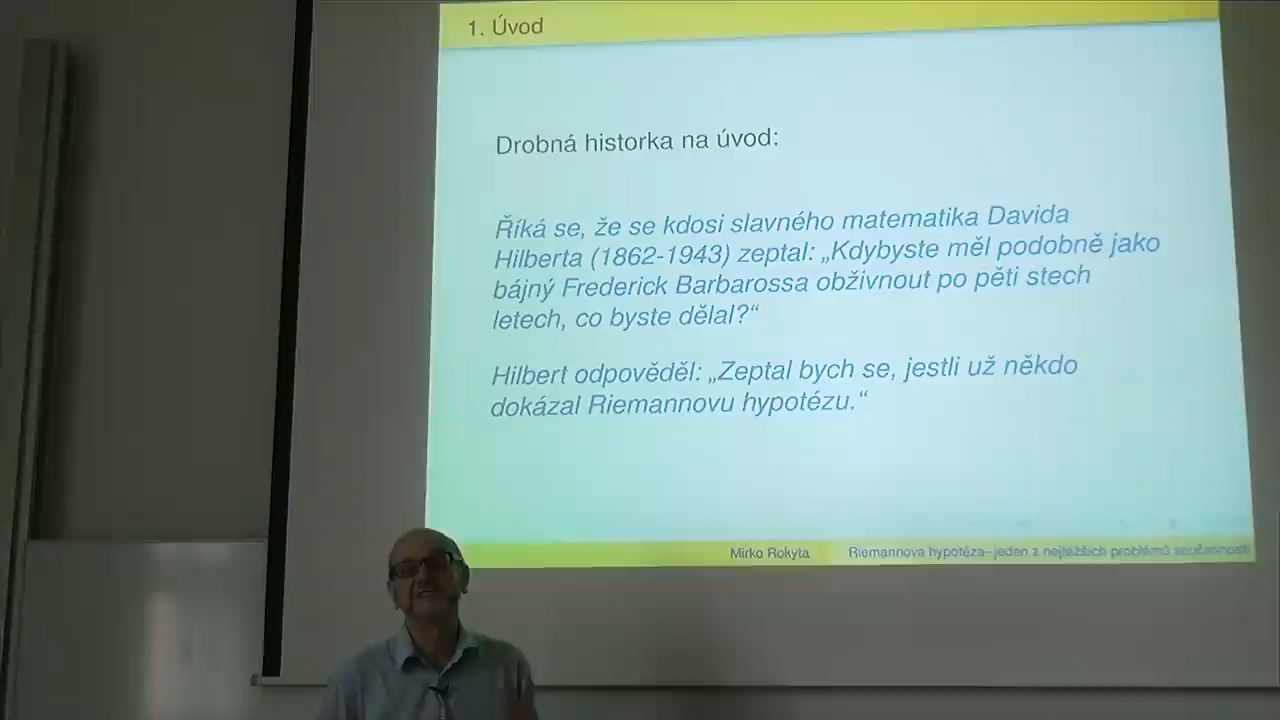 1. Úvod
Drobná historka na úvod:
Říká se, že se kdosi slavného matematika Davida
Hilberta (1862-1943) zeptal: „Kdybyste měl podobně jako
bájný Frederick Barbarossa obživnout po pěti stech
letech, co byste dělal?“
Hilbert odpověděl: „Zeptal bych se, jestli už někdo
dokázal Riemannovu hypotézu.“
Mirko Rokyta Riemannova hypotéza–jeden z nejtěžších problémů současnosti